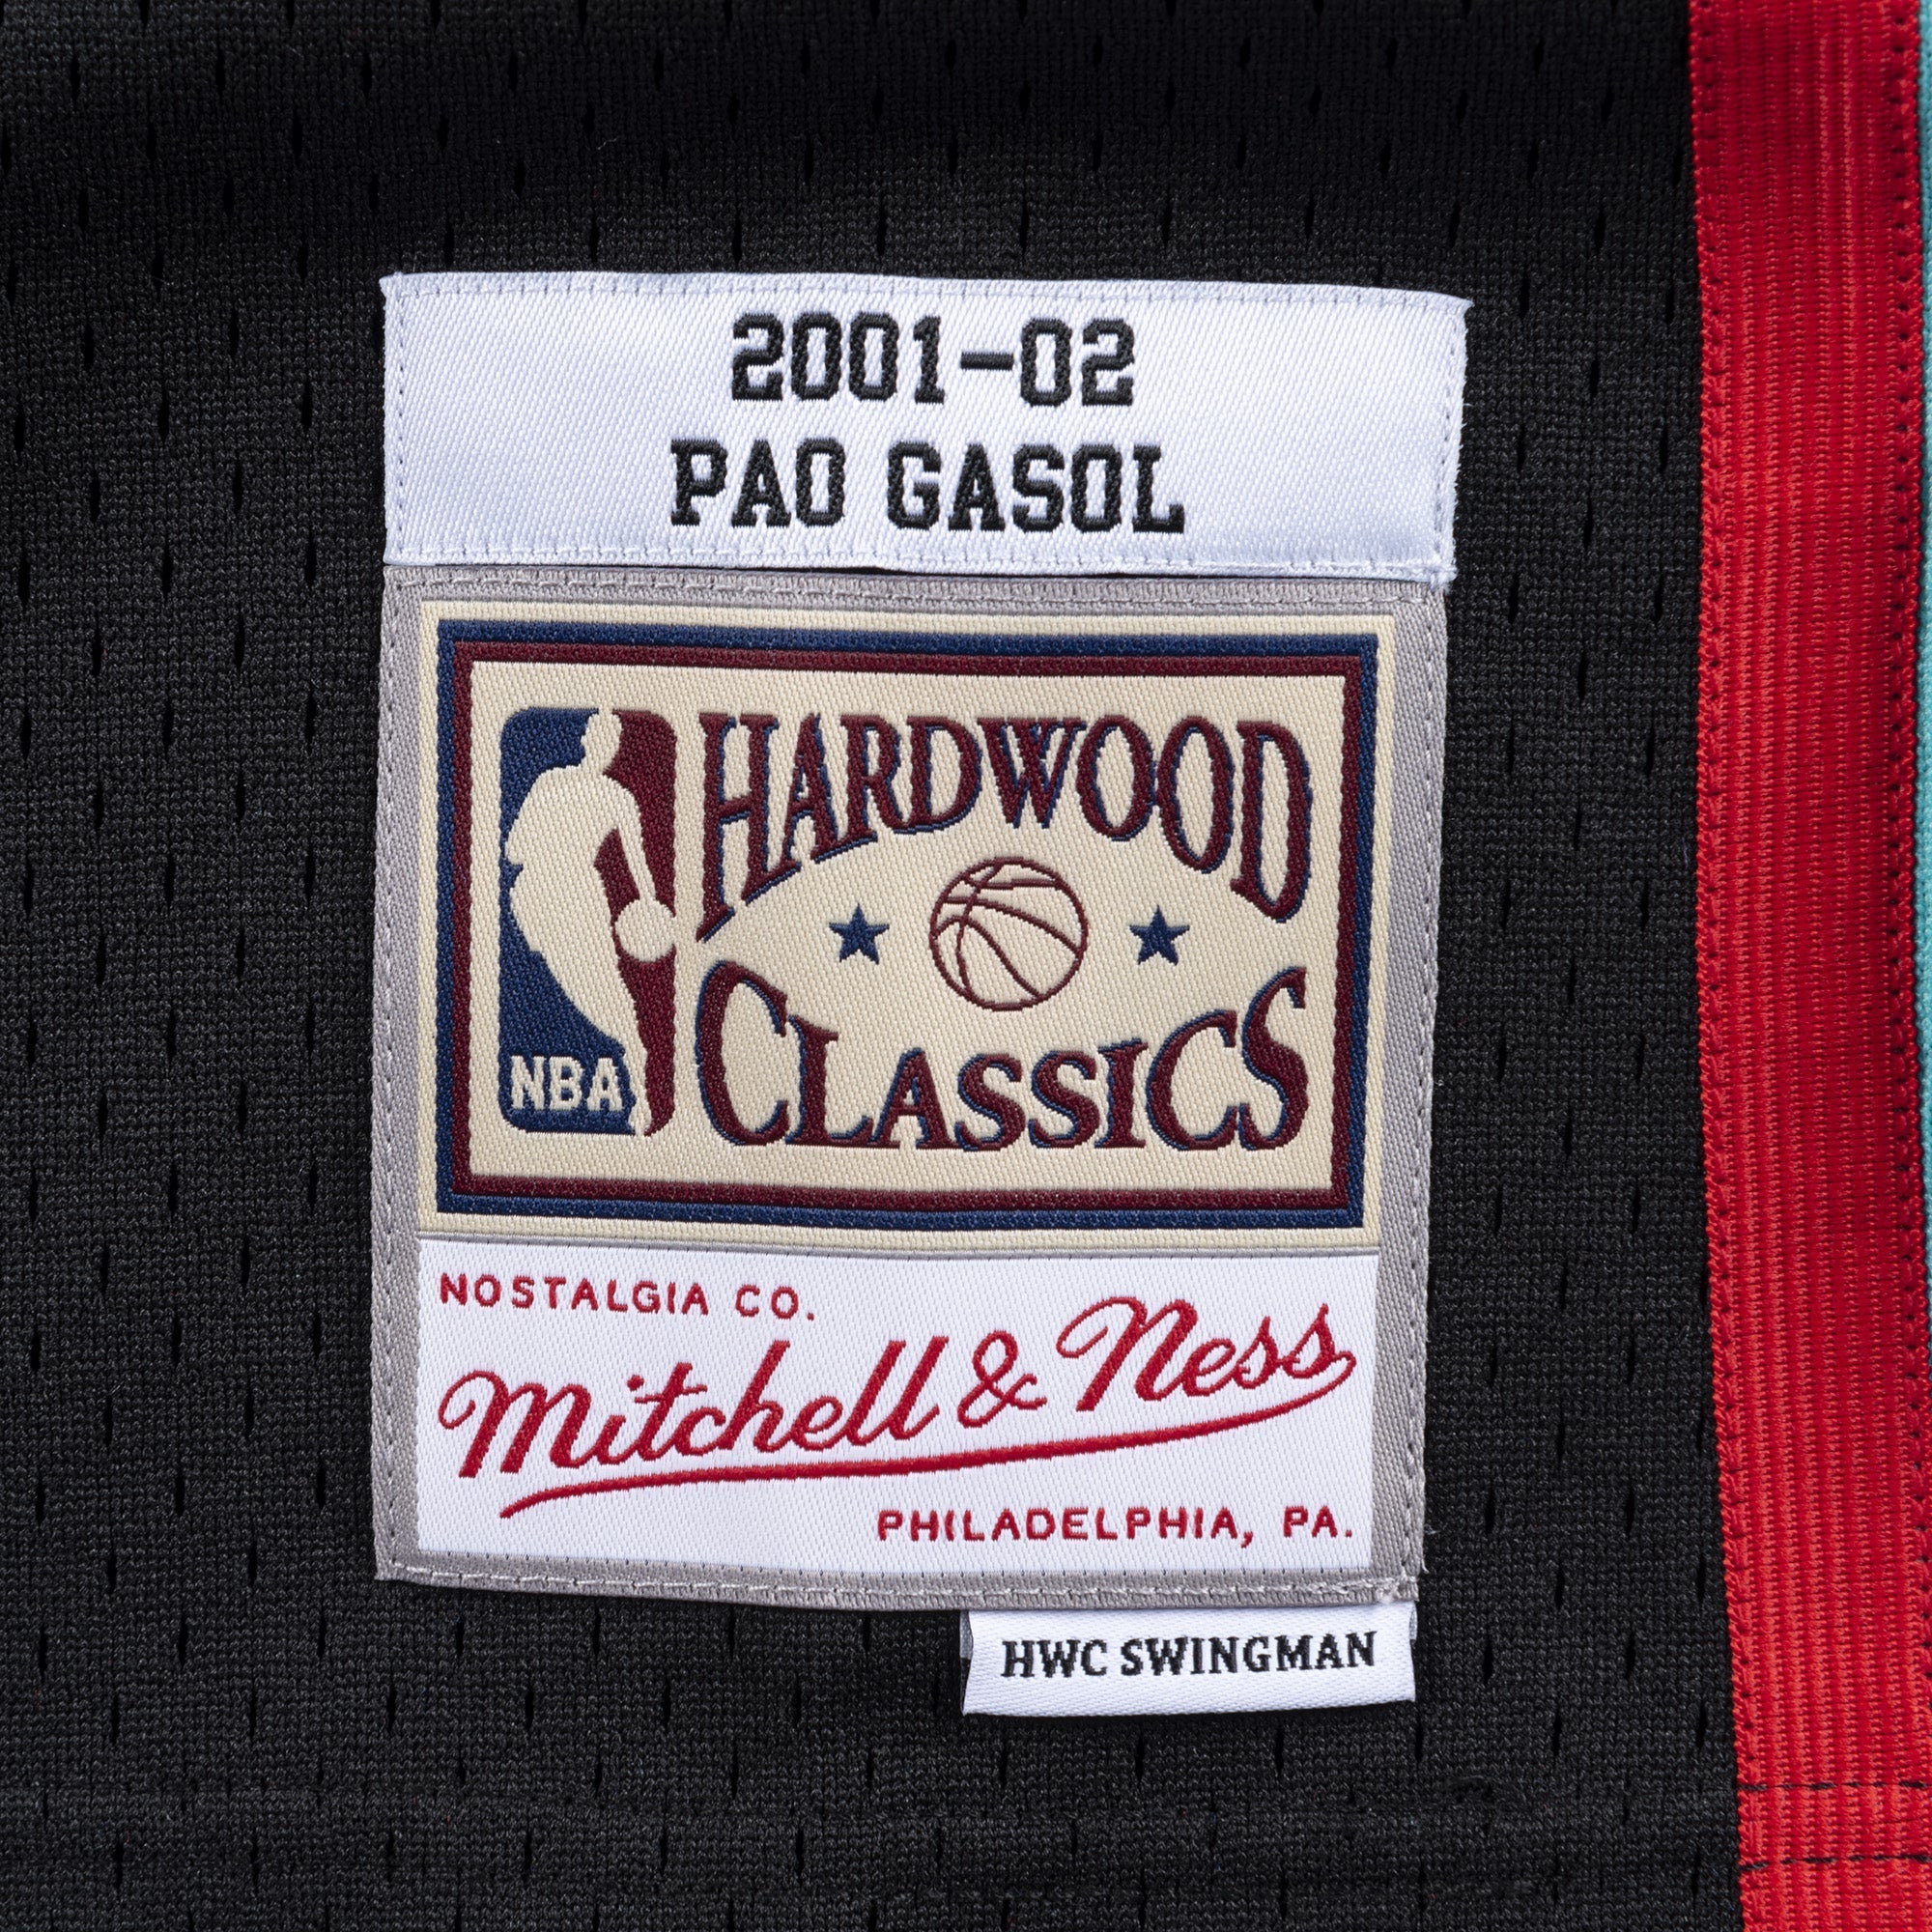 2001-02
PAO GASOL
HARDWOOD
CLASSICS
NBA
NOSTALGIA CO.
Mitchell & Ness
PHILADELPHIA, PA.
HWC SWINGMAN